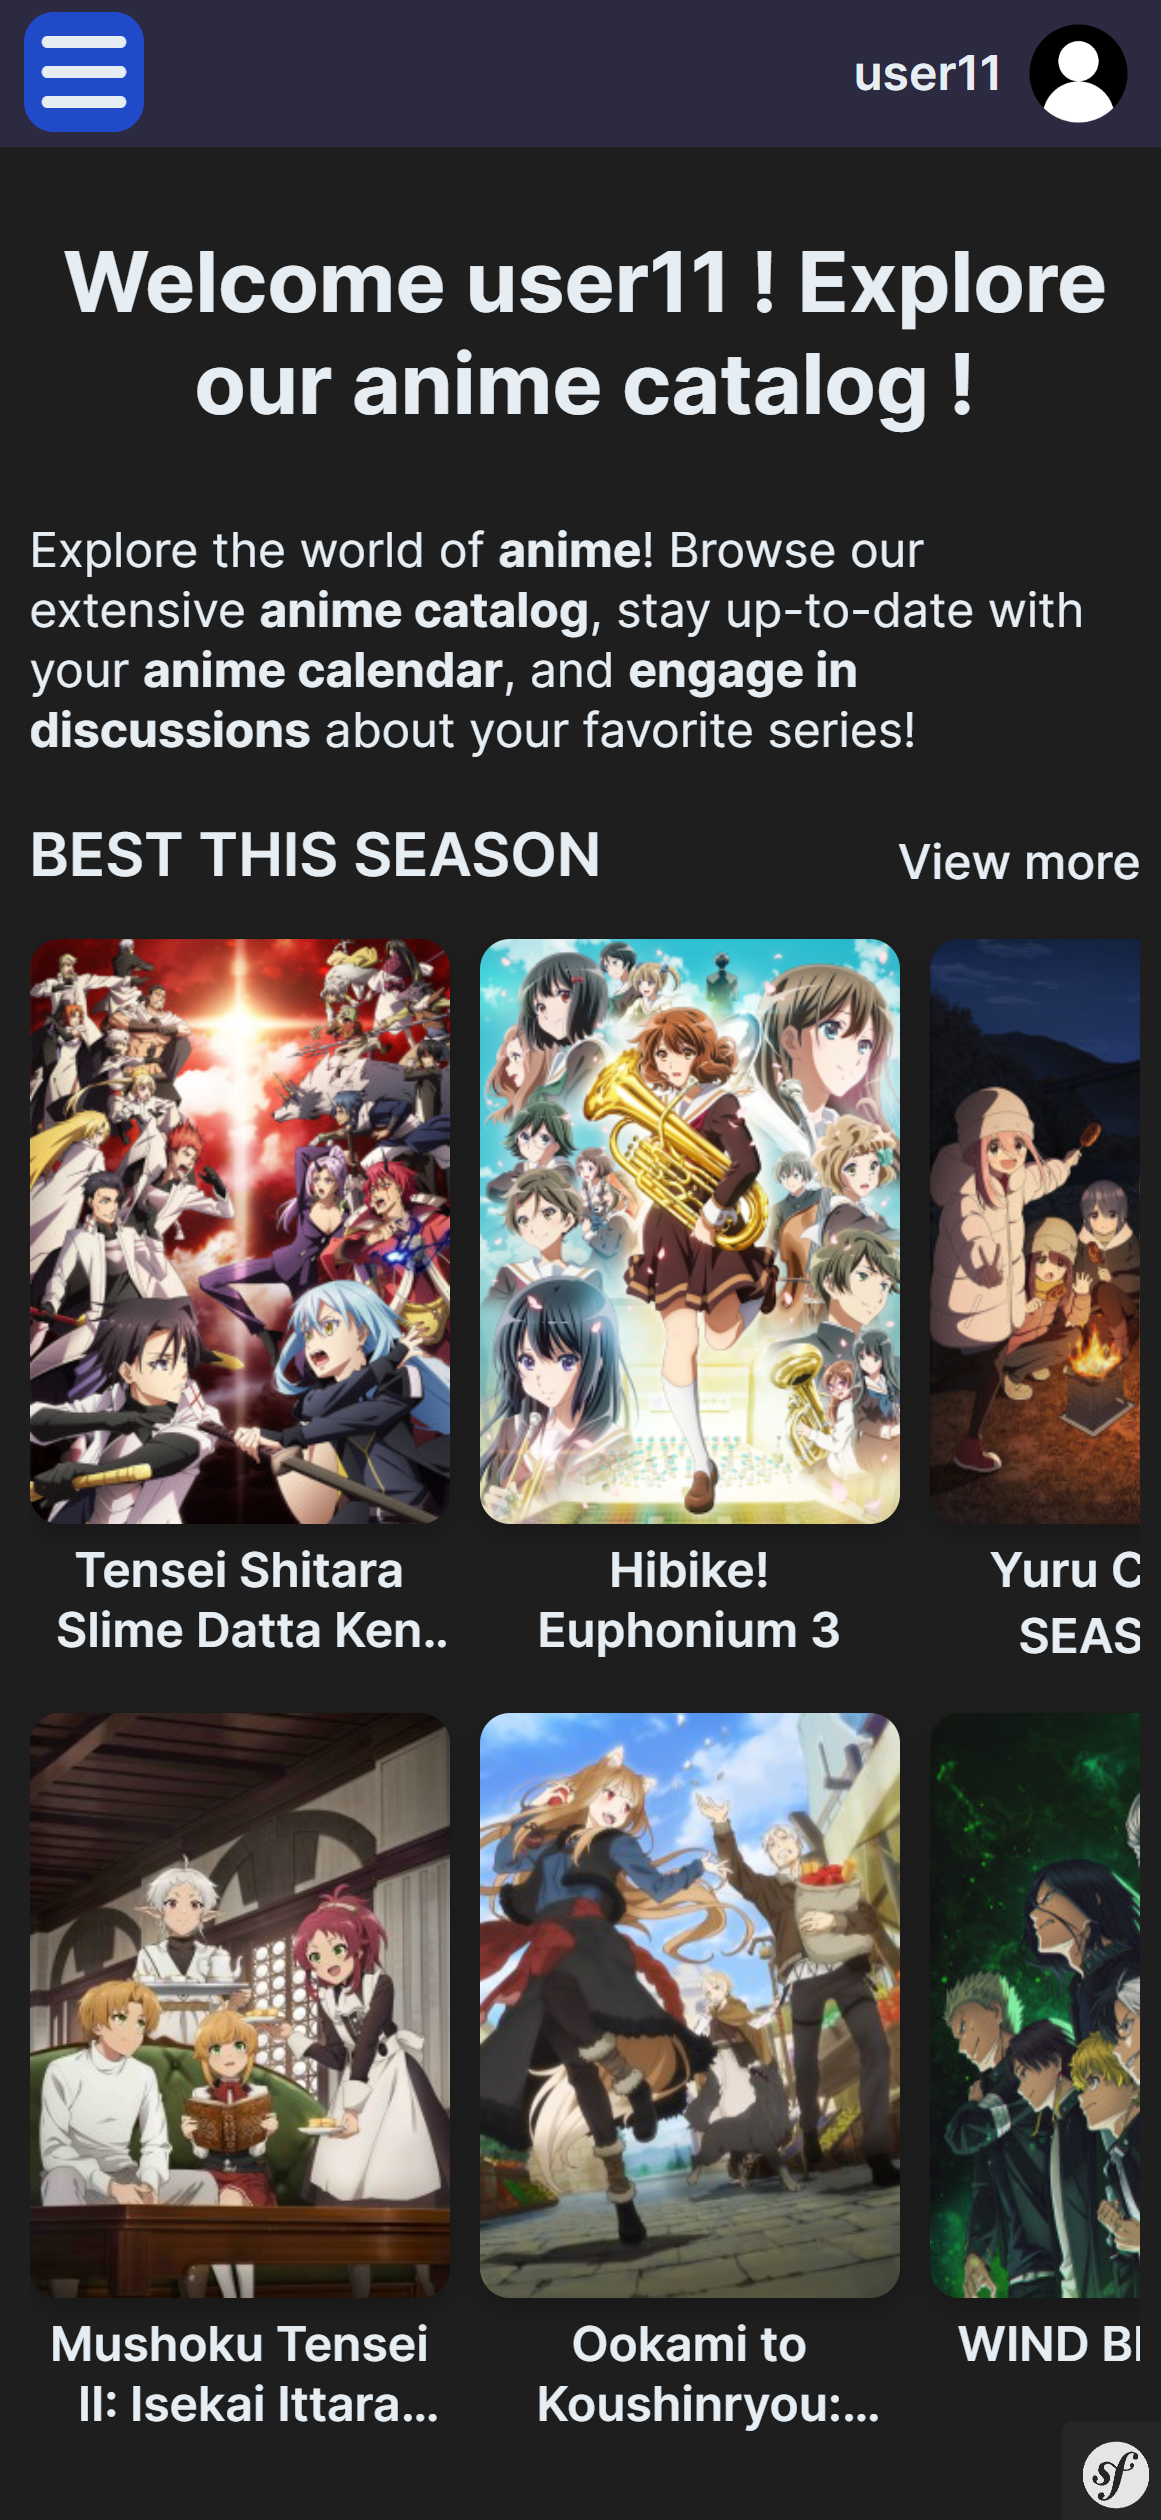 user11
Welcome user11 ! Explore
our anime catalog !
Explore the world of anime! Browse our
extensive anime catalog, stay up-to-date with
your anime calendar, and engage in
discussions about your favorite series!
BEST THIS SEASON
View more
Tensei Shitara
Slime Datta Ken..
Hibike!
Euphonium 3
Yuru C
SEAS
Mushoku Tensei
II: Isekai Ittara...
Ookami to
Koushinryou:...
WIND B
sf